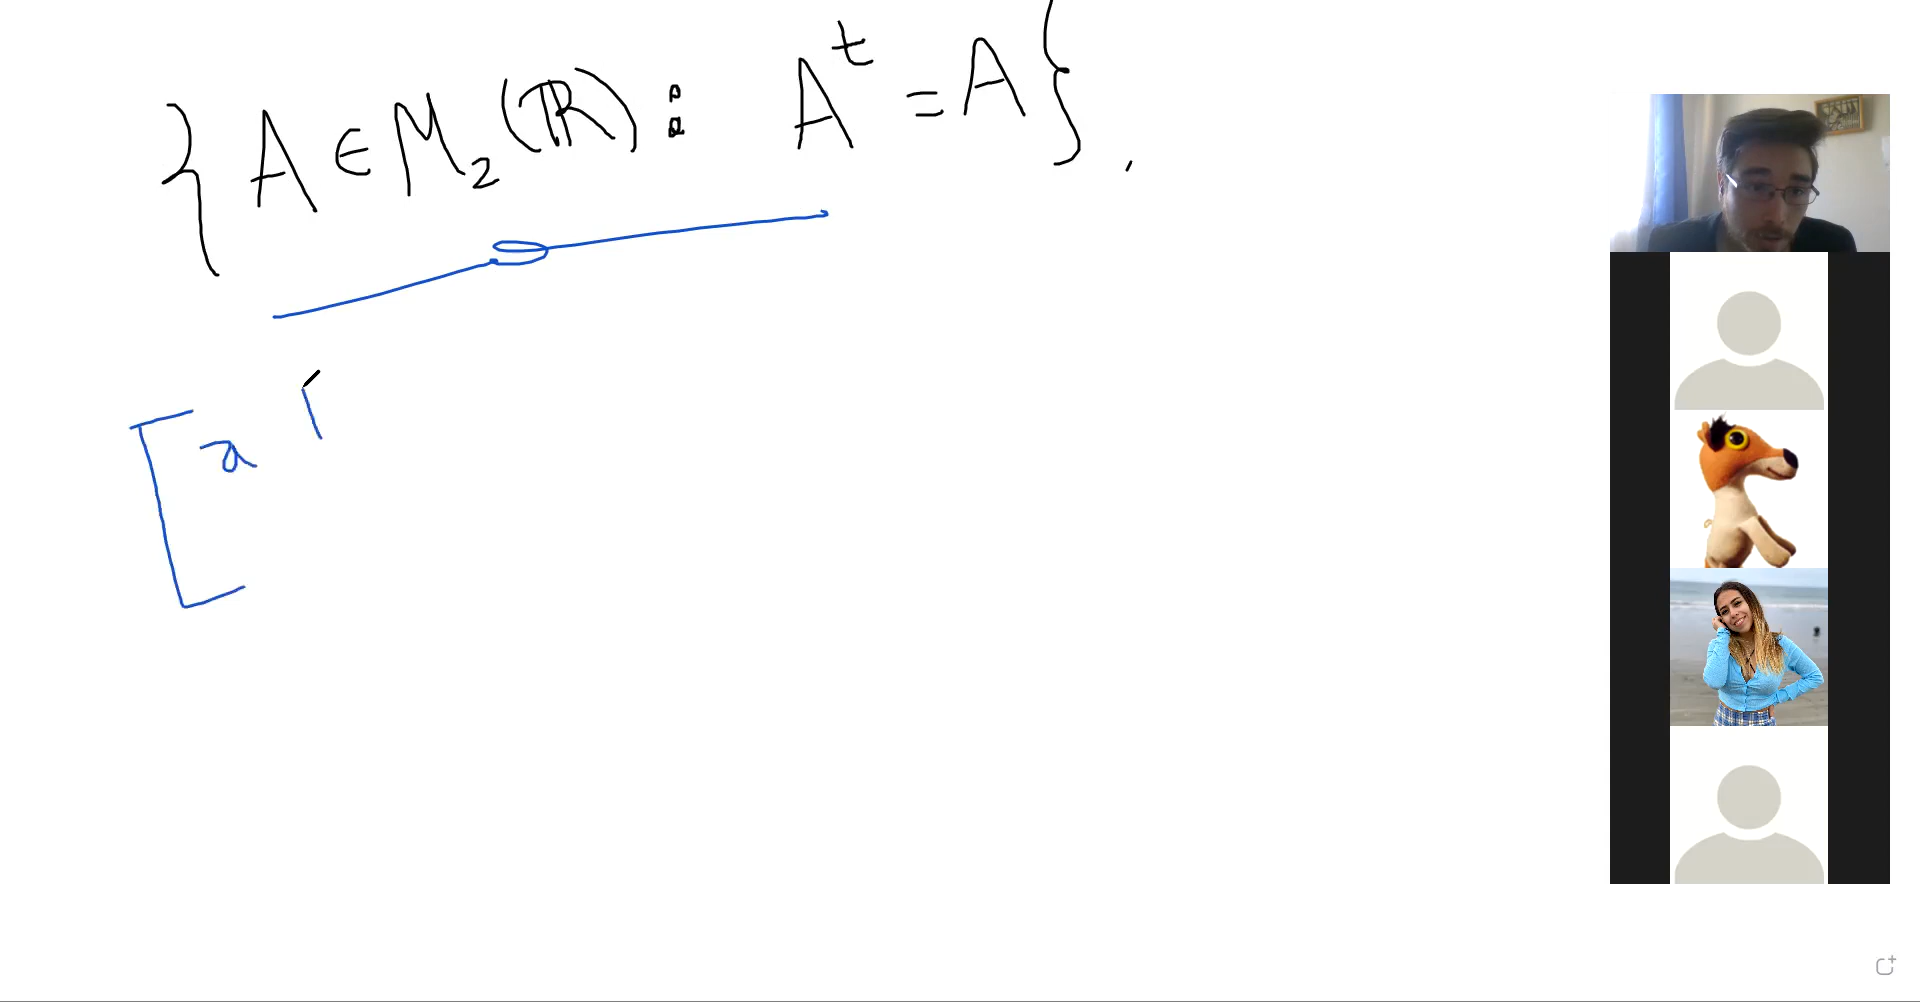 {A ∈ M₂(ℝ): Aᵗ = A}.
[a